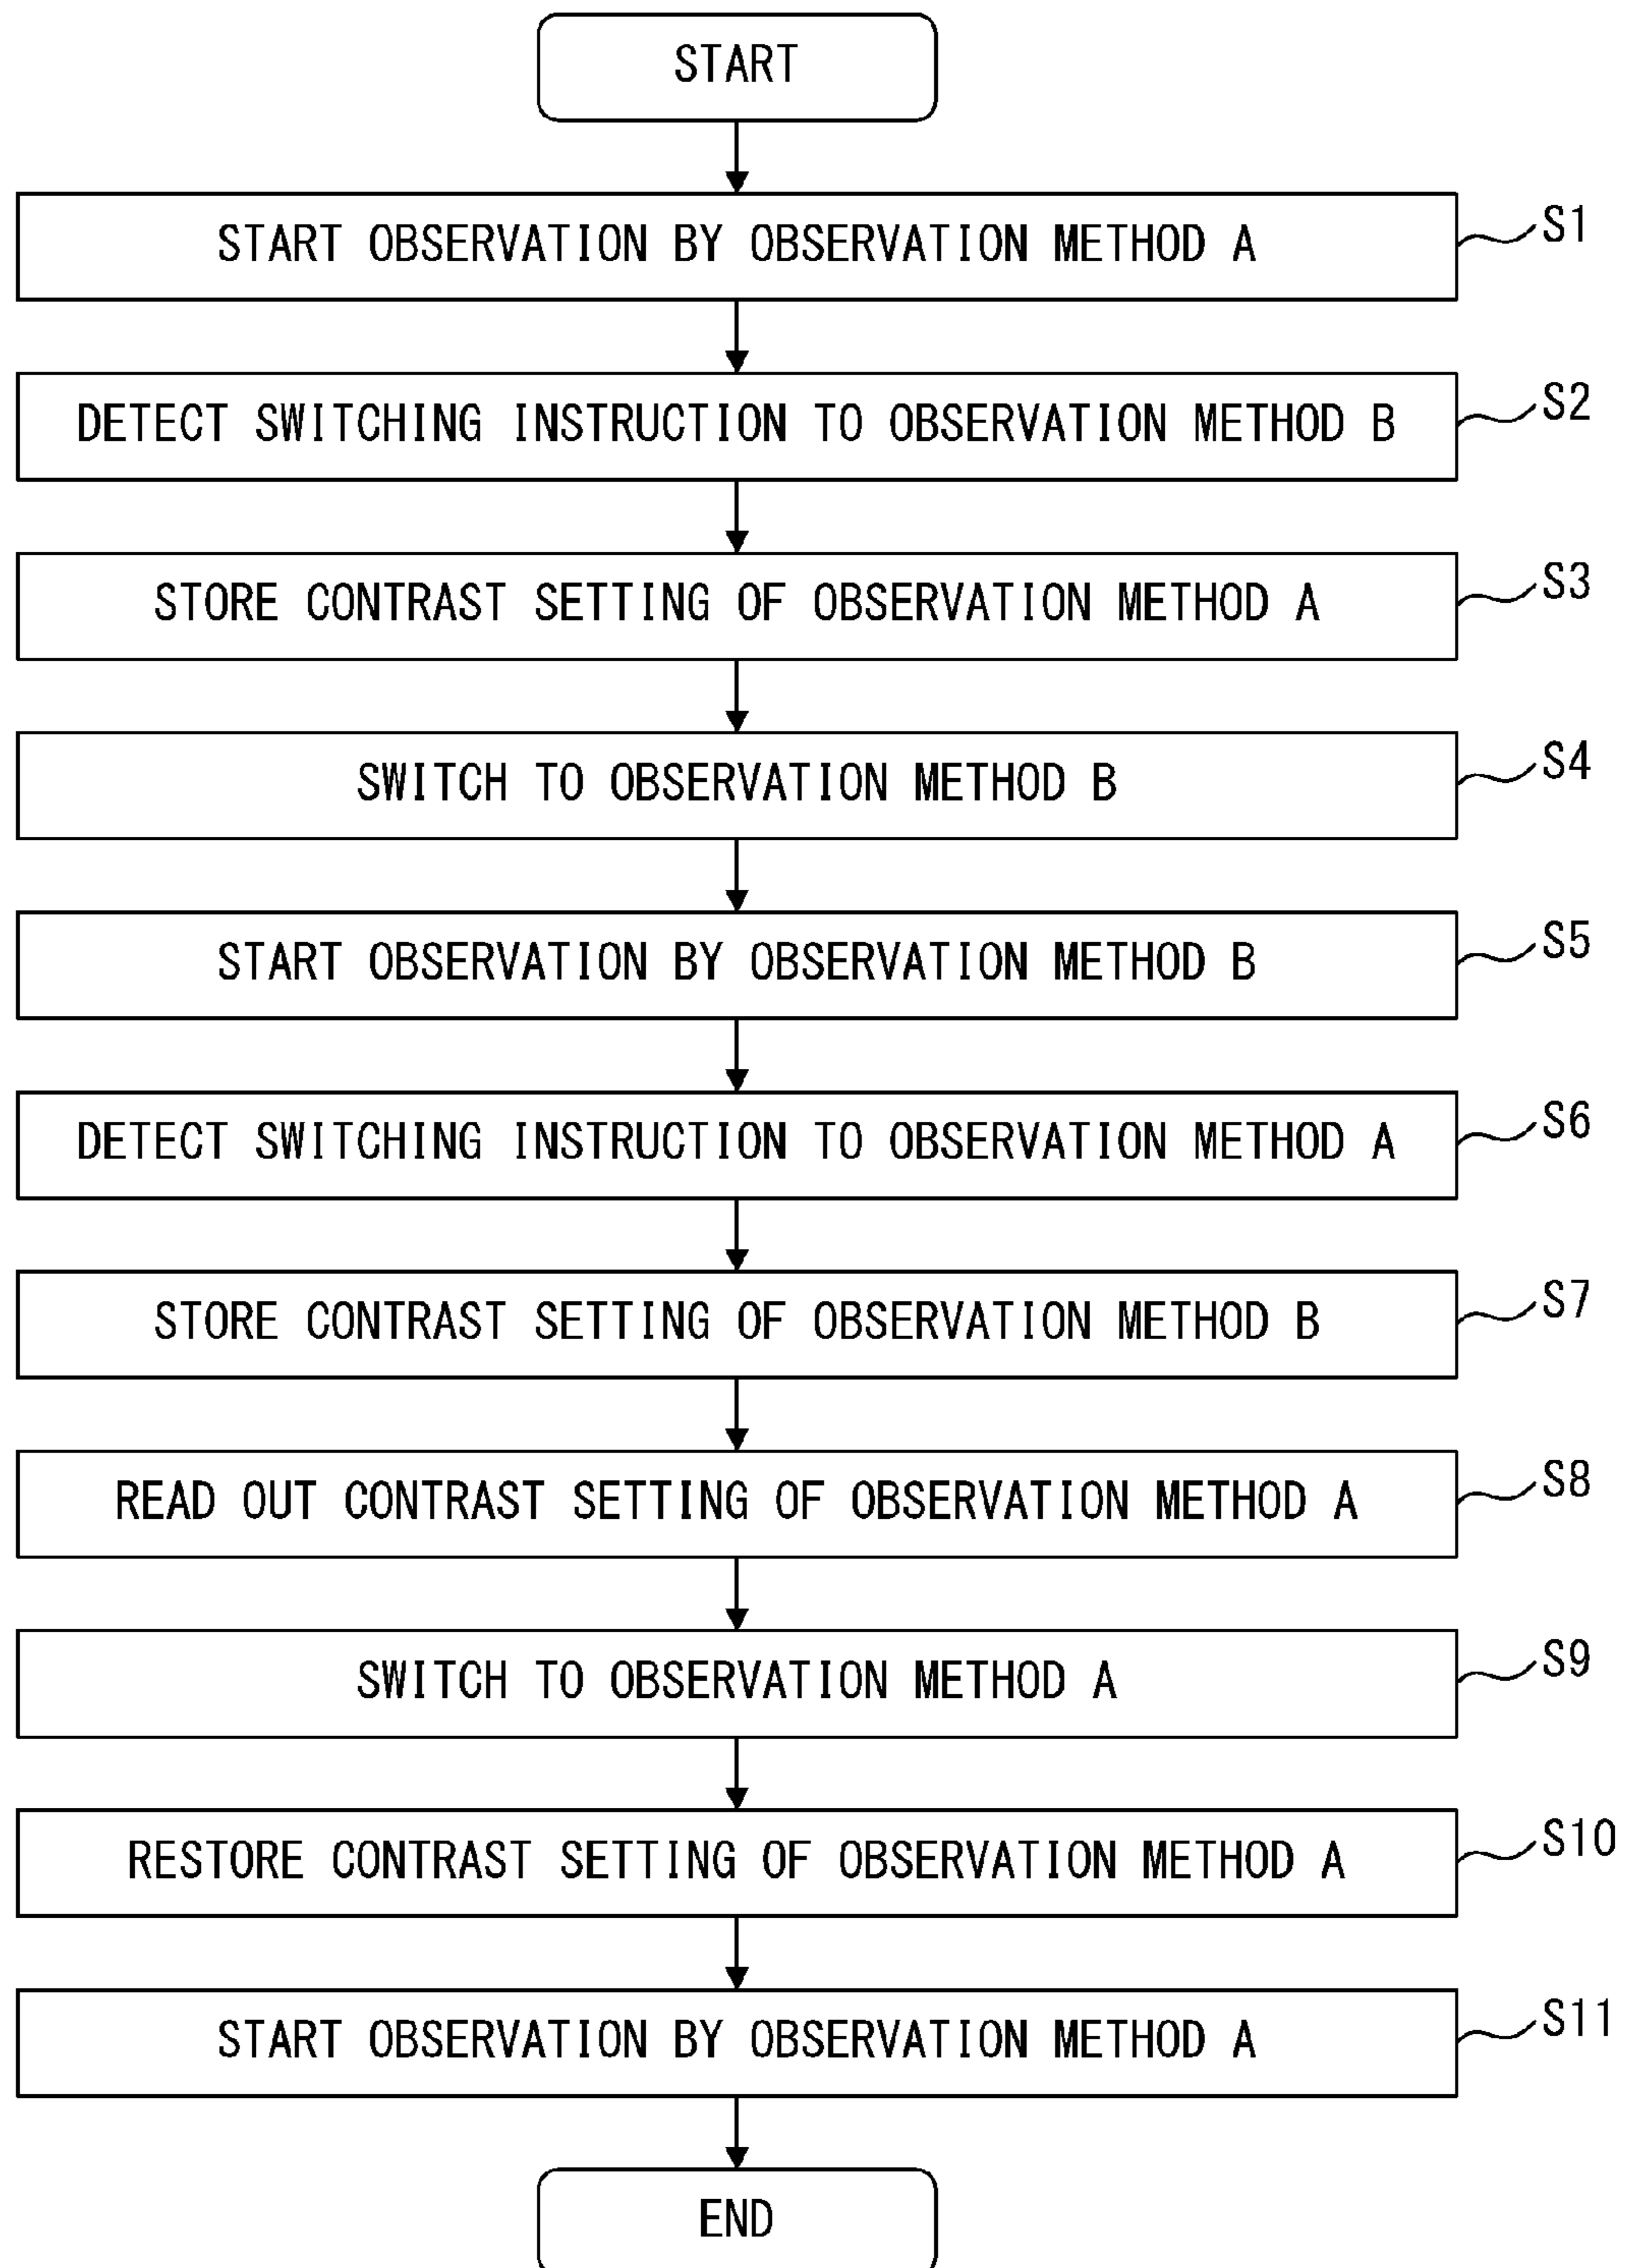 START
START OBSERVATION BY OBSERVATION METHOD A
S1
DETECT SWITCHING INSTRUCTION TO OBSERVATION METHOD B
S2
STORE CONTRAST SETTING OF OBSERVATION METHOD A
S3
SWITCH TO OBSERVATION METHOD B
S4
START OBSERVATION BY OBSERVATION METHOD B
S5
DETECT SWITCHING INSTRUCTION TO OBSERVATION METHOD A
S6
STORE CONTRAST SETTING OF OBSERVATION METHOD B
S7
READ OUT CONTRAST SETTING OF OBSERVATION METHOD A
S8
SWITCH TO OBSERVATION METHOD A
S9
RESTORE CONTRAST SETTING OF OBSERVATION METHOD A
S10
START OBSERVATION BY OBSERVATION METHOD A
S11
END